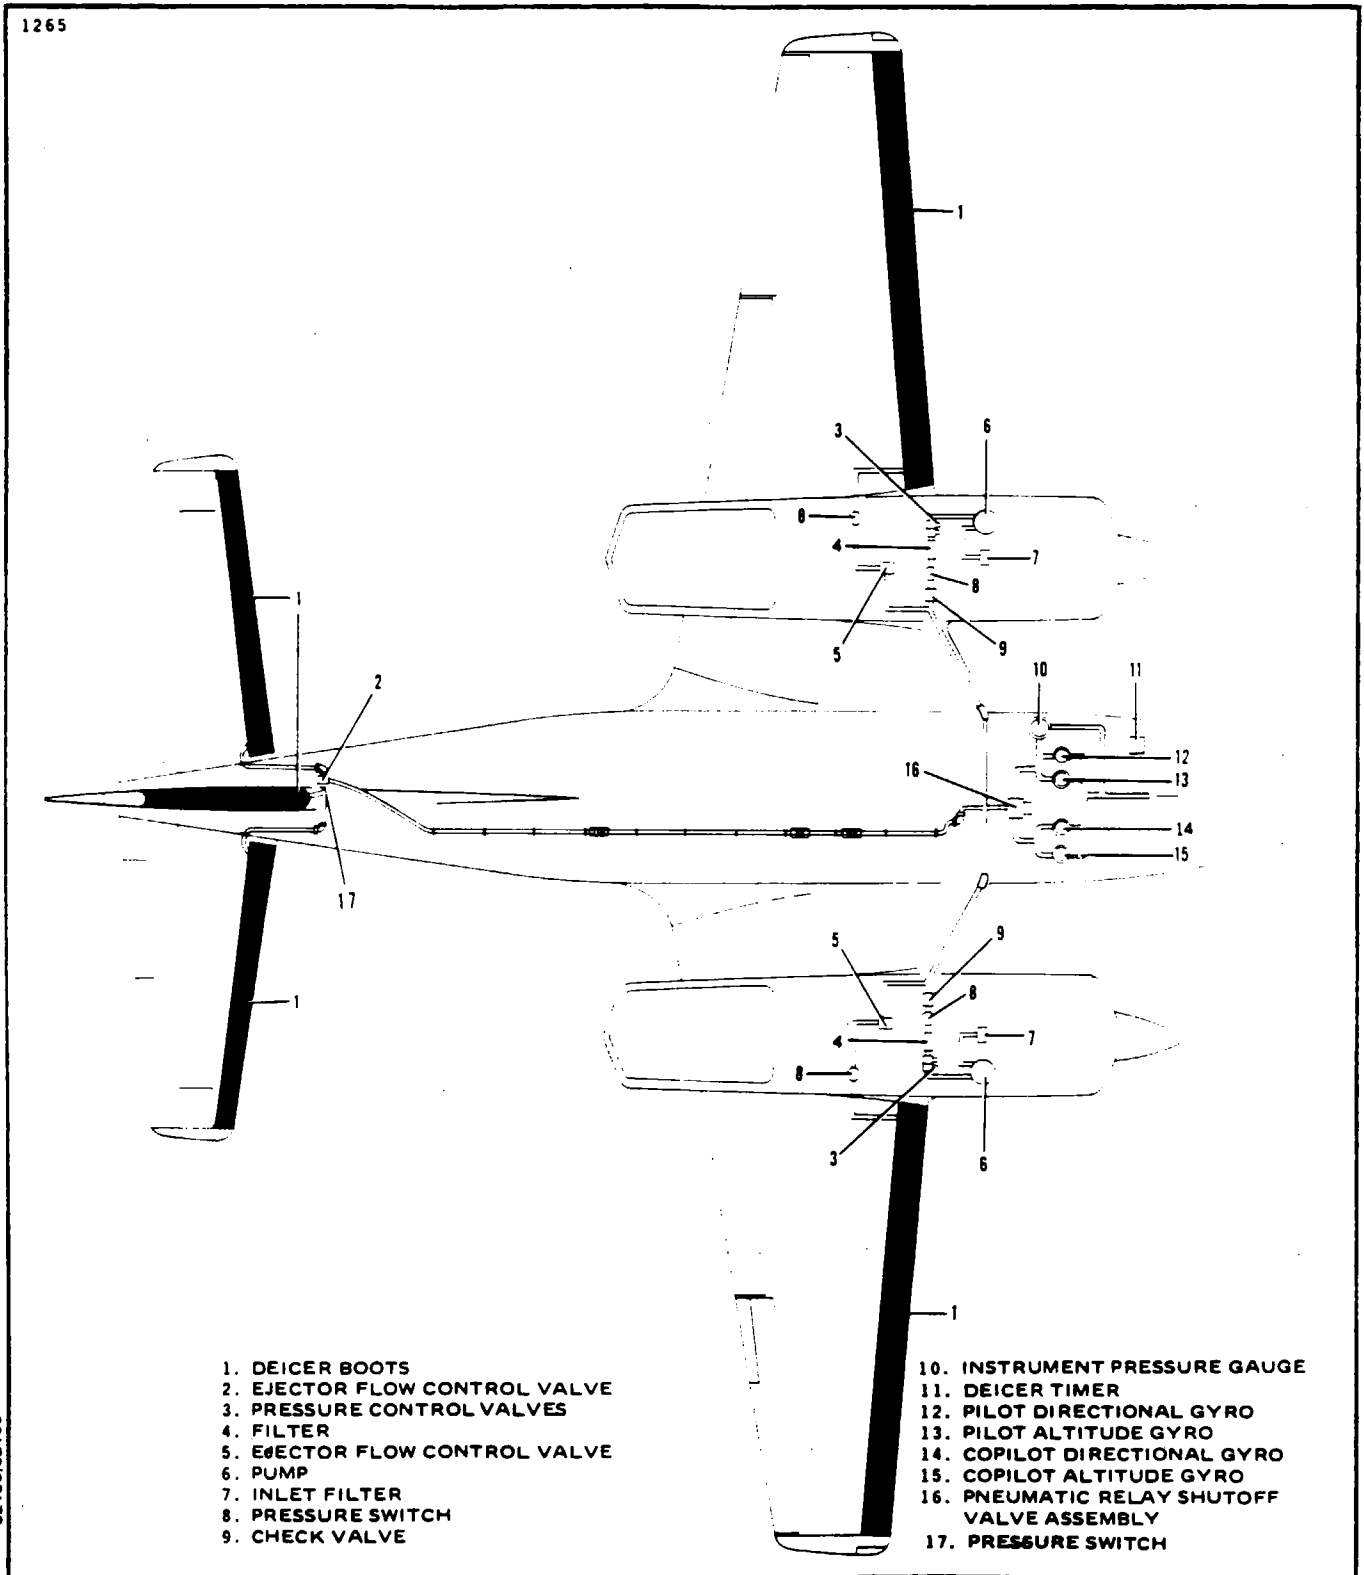 1265
1
3
6
8
4
7
8
5
9
1
2
10
11
12
13
16
14
15
17
9
5
8
4
7
8
1
3
6
1
1. DEICER BOOTS
2. EJECTOR FLOW CONTROL VALVE
3. PRESSURE CONTROL VALVES
4. FILTER
5. EJECTOR FLOW CONTROL VALVE
6. PUMP
7. INLET FILTER
8. PRESSURE SWITCH
9. CHECK VALVE
10. INSTRUMENT PRESSURE GAUGE
11. DEICER TIMER
12. PILOT DIRECTIONAL GYRO
13. PILOT ALTITUDE GYRO
14. COPILOT DIRECTIONAL GYRO
15. COPILOT ALTITUDE GYRO
16. PNEUMATIC RELAY SHUTOFF
VALVE ASSEMBLY
17. PRESSURE SWITCH